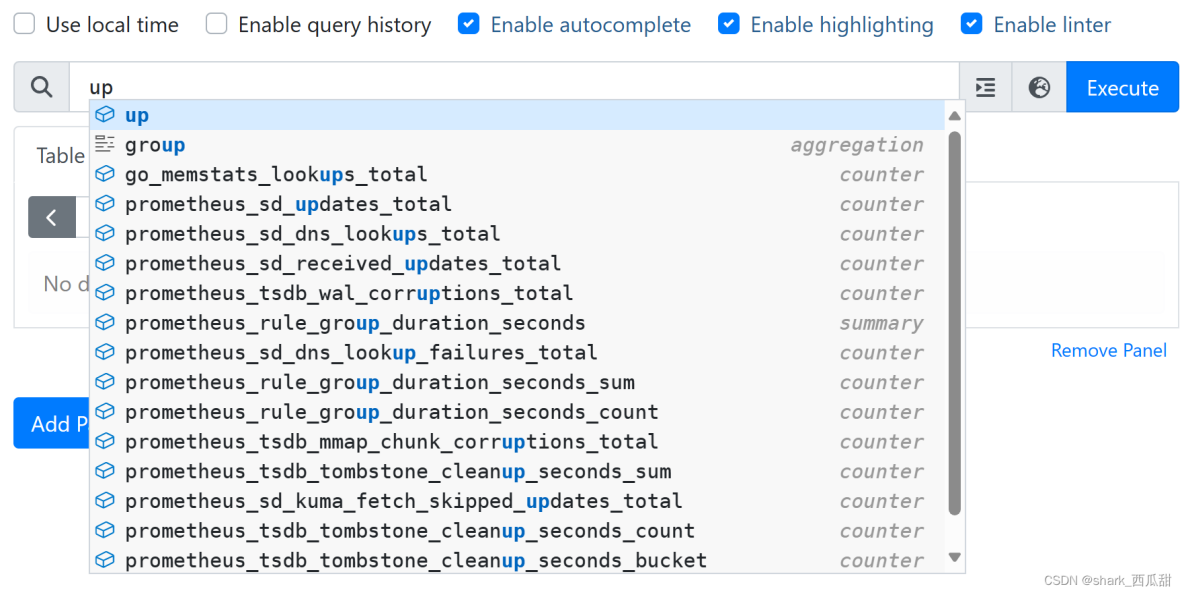 Use local time Enable query history Enable autocomplete Enable highlighting Enable linter
up Execute
up
Table
group aggregation
go_memstats_lookups_total counter
prometheus_sd_updates_total counter
prometheus_sd_dns_lookups_total counter
prometheus_sd_received_updates_total counter
No d
prometheus_tsdb_wal_corruptions_total counter
prometheus_rule_group_duration_seconds summary
prometheus_sd_dns_lookup_failures_total counter
Remove Panel
prometheus_rule_group_duration_seconds_sum counter
prometheus_rule_group_duration_seconds_count counter
Add P
prometheus_tsdb_mmap_chunk_corruptions_total counter
prometheus_tsdb_tombstone_cleanup_seconds_sum counter
prometheus_sd_kuma_fetch_skipped_updates_total counter
prometheus_tsdb_tombstone_cleanup_seconds_count counter
prometheus_tsdb_tombstone_cleanup_seconds_bucket counter
CSDN @shark_西瓜甜